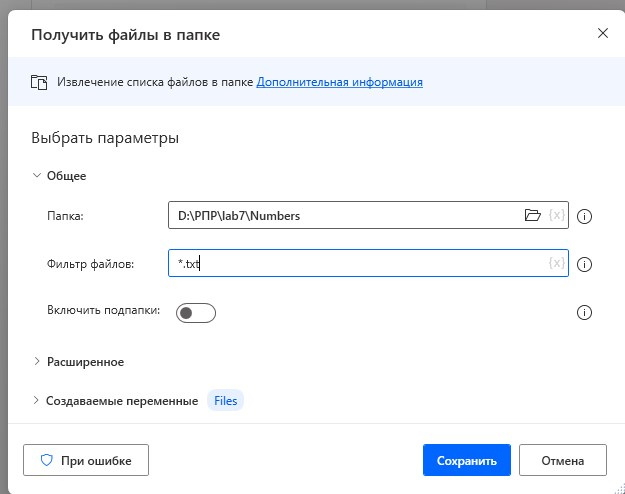 Получить файлы в папке
Извлечение списка файлов в папке Дополнительная информация
Выбрать параметры
Общее
Папка: D:\РПР\lab7\Numbers {x}
Фильтр файлов: *.txt {x}
Включить подпапки:
Расширенное
Создаваемые переменные Files
При ошибке Сохранить Отмена